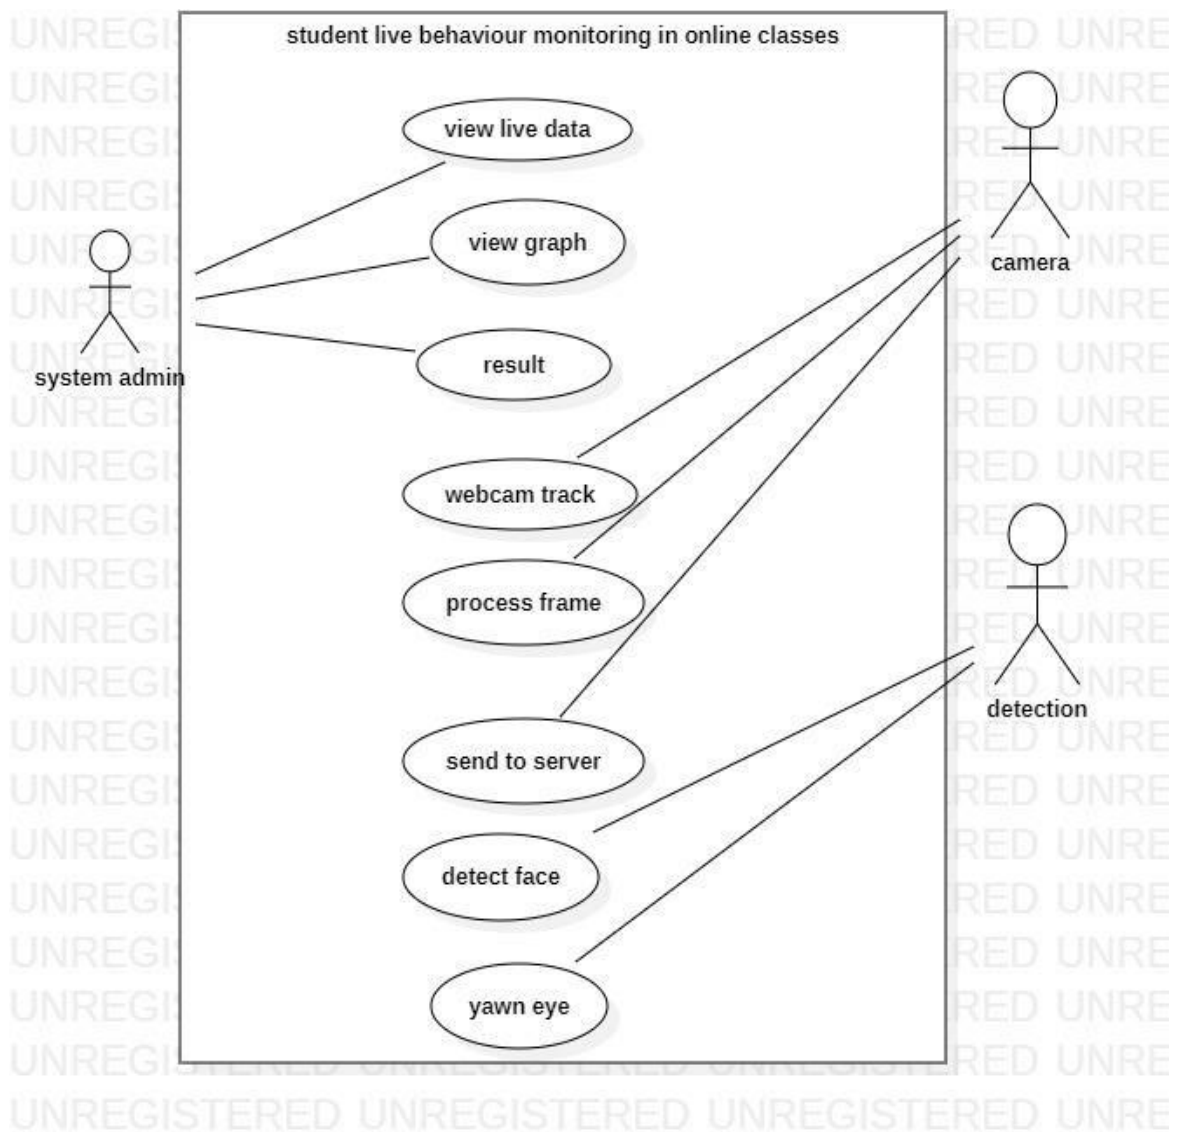 student live behaviour monitoring in online classes
view live data
view graph
camera
result
system admin
webcam track
process frame
detection
send to server
detect face
yawn eye
UNREGISTERED UNREGISTERED UNREGISTERED UNRE